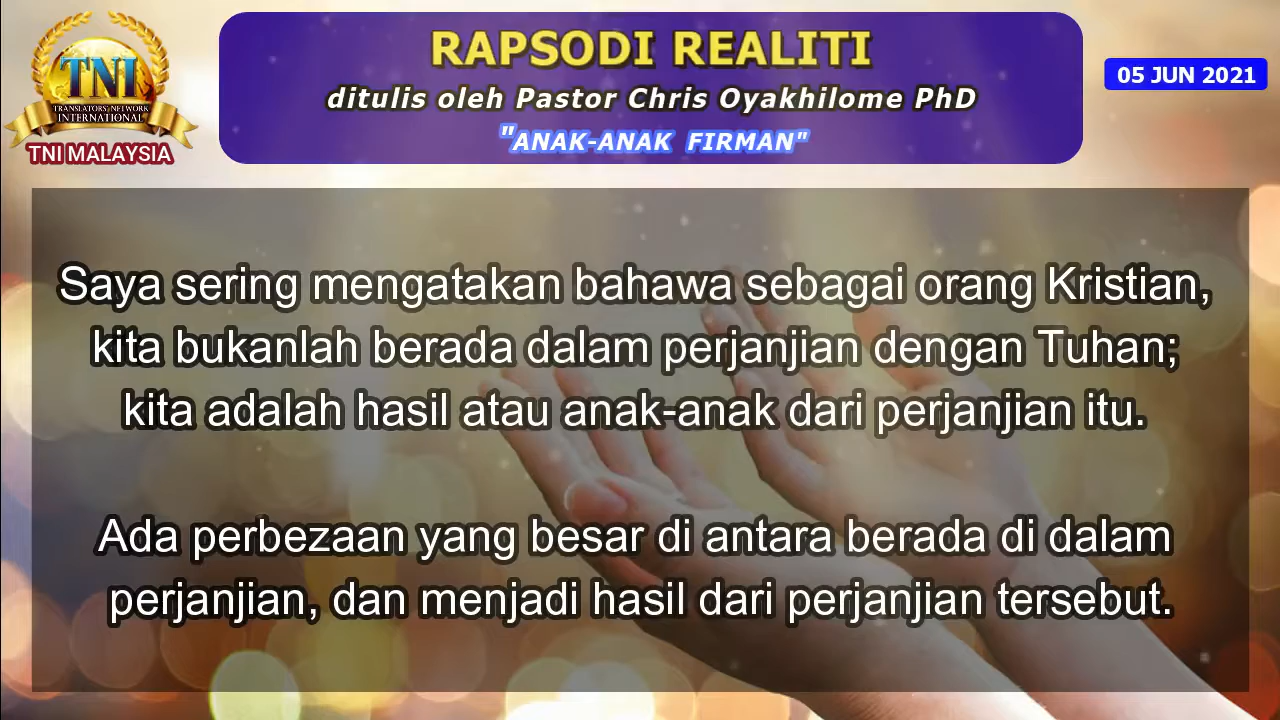 TNI
TRANSLATORS' NETWORK
INTERNATIONAL
TNI MALAYSIA
RAPSODI REALITI
ditulis oleh Pastor Chris Oyakhilome PhD
"ANAK-ANAK FIRMAN"
05 JUN 2021
Saya sering mengatakan bahawa sebagai orang Kristian,
kita bukanlah berada dalam perjanjian dengan Tuhan;
kita adalah hasil atau anak-anak dari perjanjian itu.
Ada perbezaan yang besar di antara berada di dalam
perjanjian, dan menjadi hasil dari perjanjian tersebut.